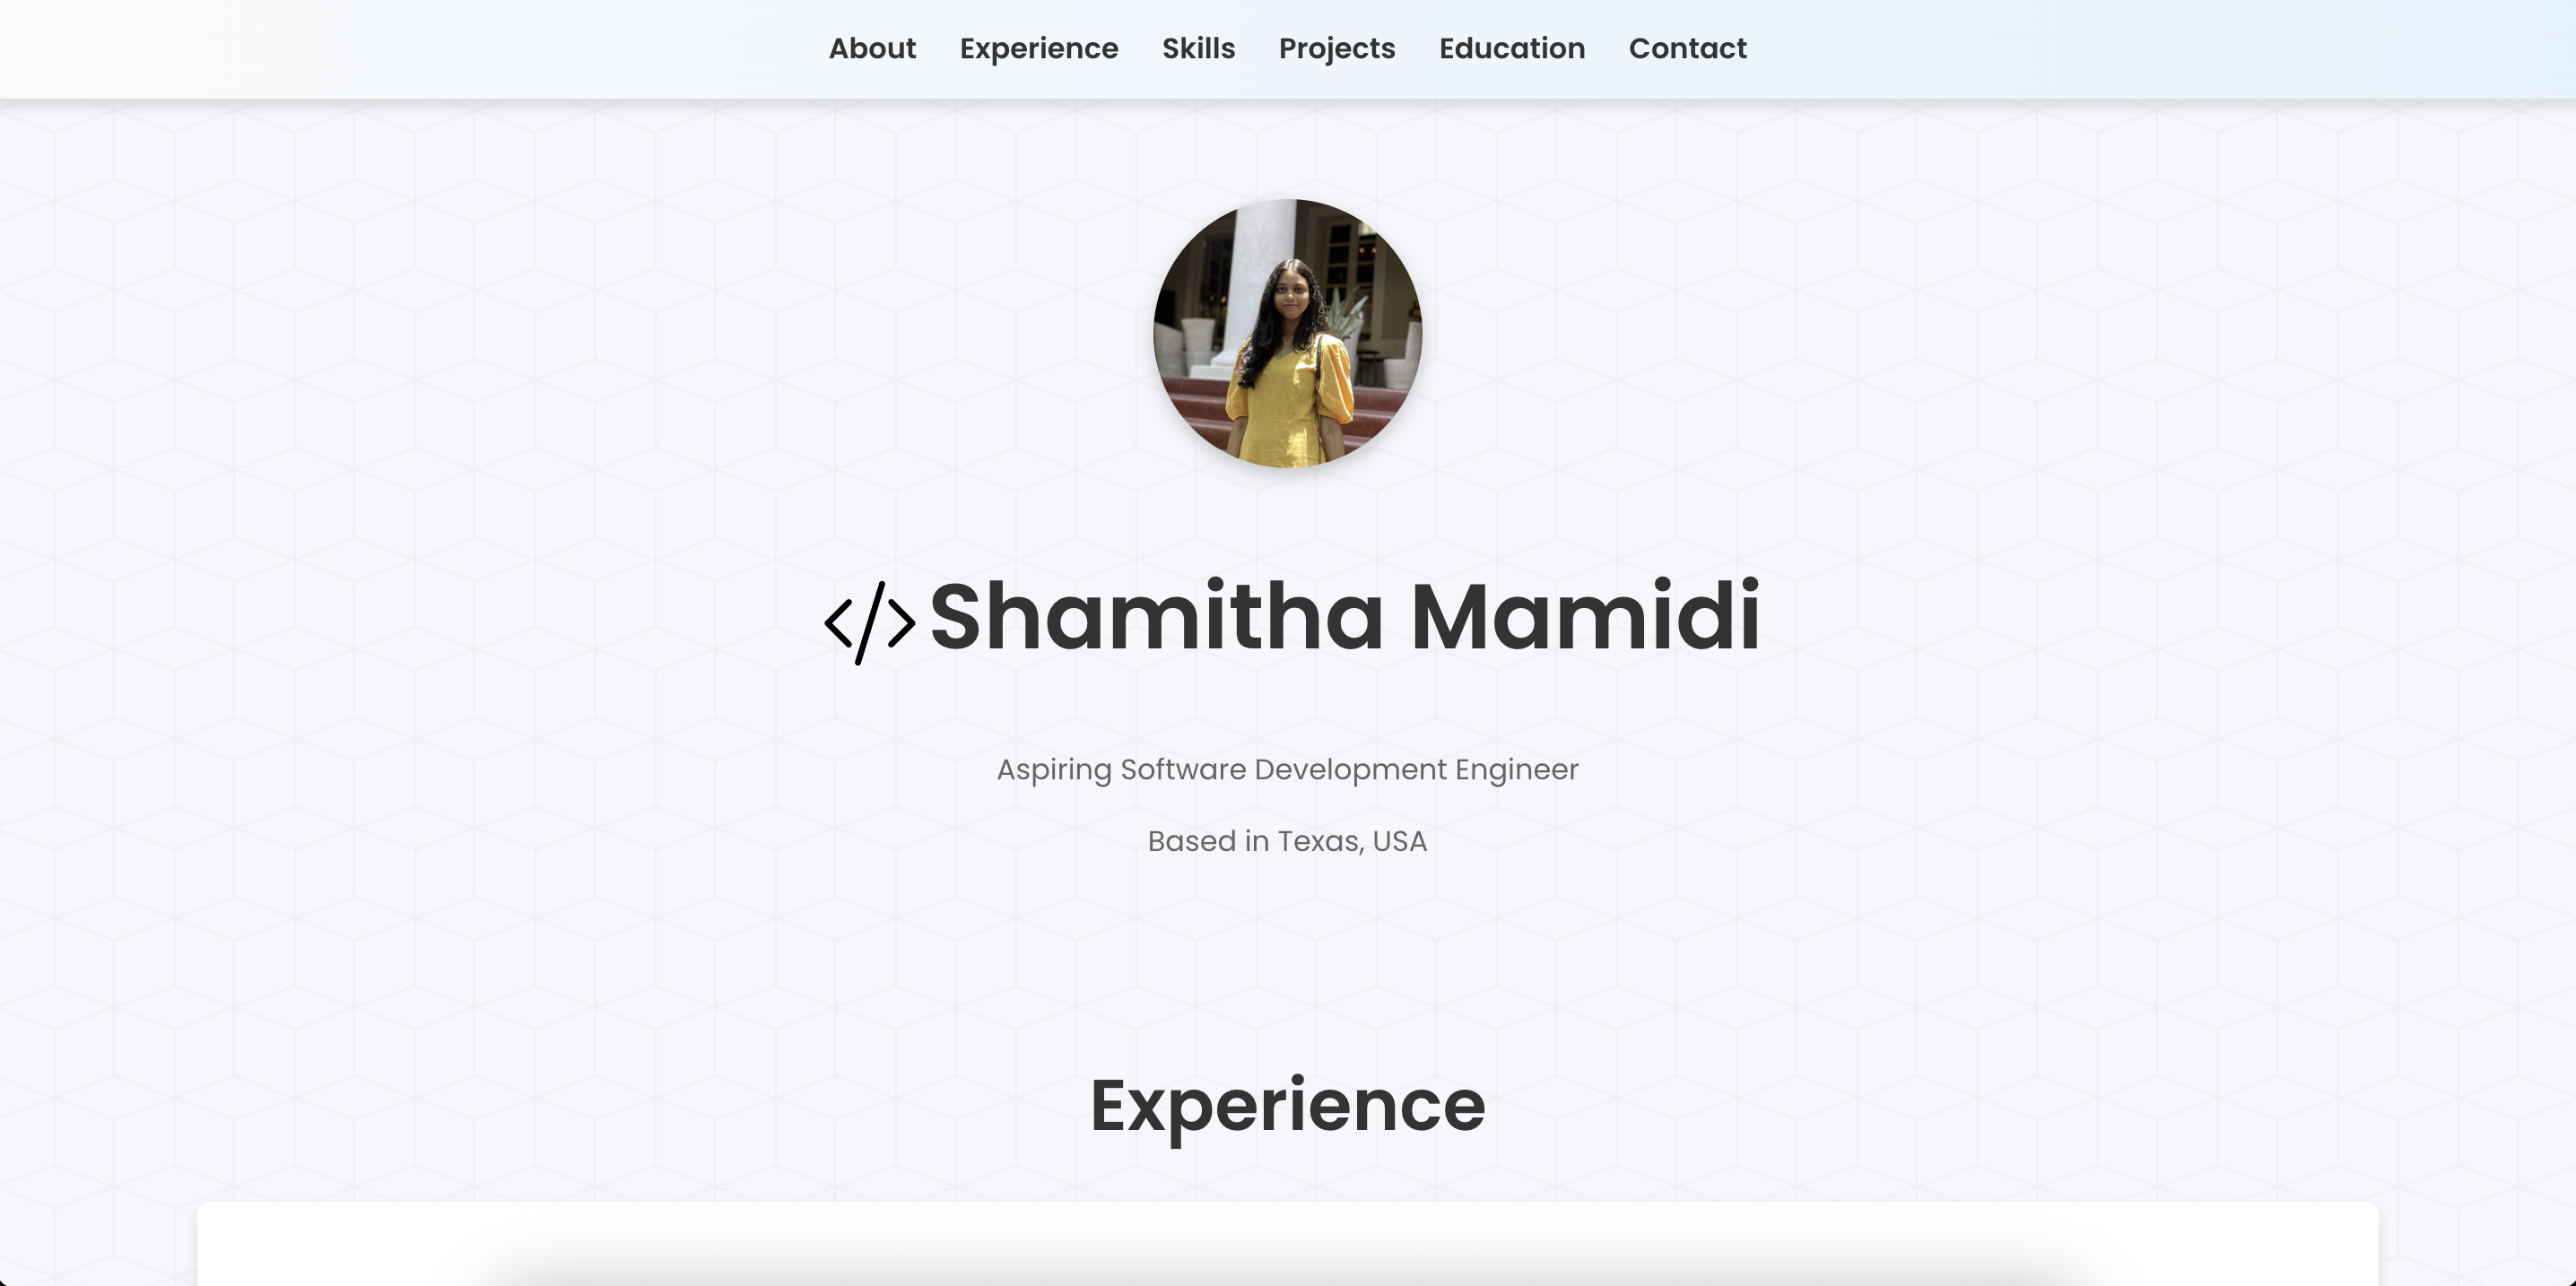 About Experience Skills Projects Education Contact
</> Shamitha Mamidi
Aspiring Software Development Engineer
Based in Texas, USA
Experience